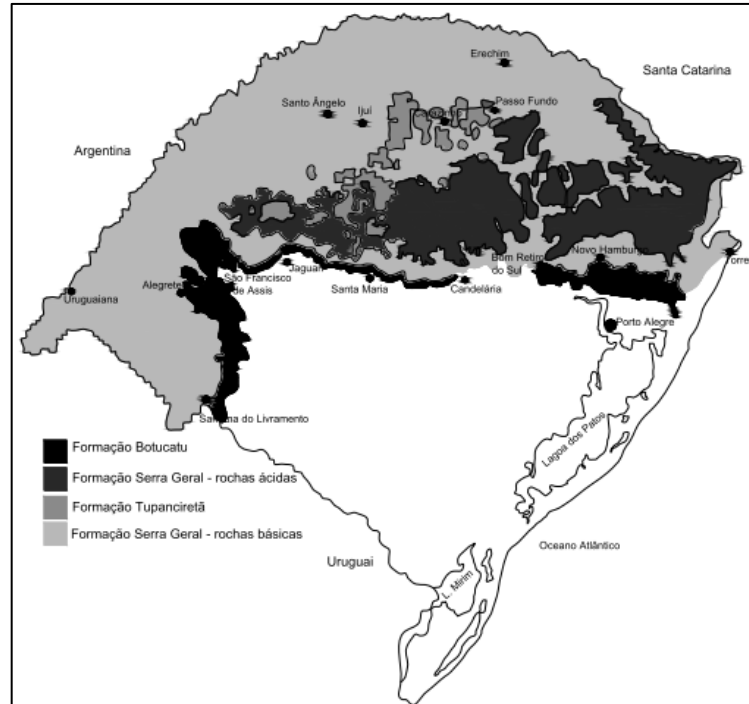 Erechim
Santa Catarina
Santo Ângelo
Ijuí
Passo Fundo
Argentina
Novo Hamburgo
Bom Retiro
do Sul
Torre
Jaguari
São Francisco
de Assis
Alegrete
Uruguaiana
Santa Maria
Candelária
Porto Alegre
Santana do Livramento
Lagoa dos Patos
Formação Botucatu
Formação Serra Geral - rochas ácidas
Formação Tupanciretã
Formação Serra Geral - rochas básicas
Oceano Atlântico
Uruguai
L. Mirim